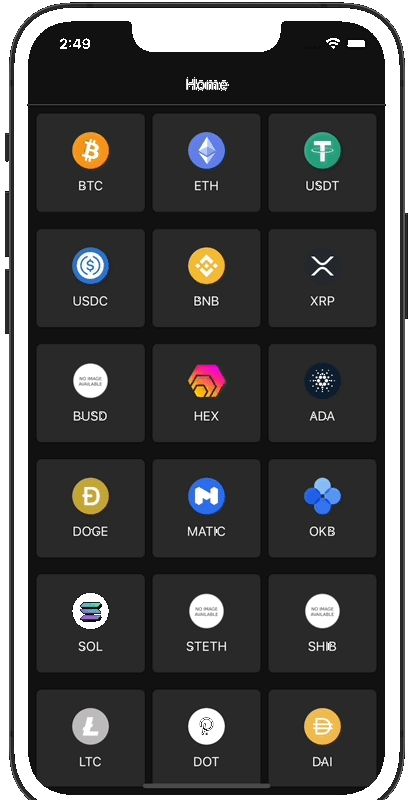 2:49
Home
BTC ETH USDT
USDC BNB XRP
NO IMAGE
AVAILABLE
BUSD HEX ADA
DOGE MATIC OKB
NO IMAGE
AVAILABLE
NO IMAGE
AVAILABLE
SOL STETH SHIB
LTC DOT DAI